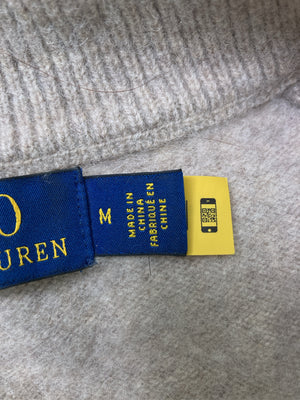 O
UREN
M
MADE IN
CHINA
FABRIQUÉ EN
CHINE